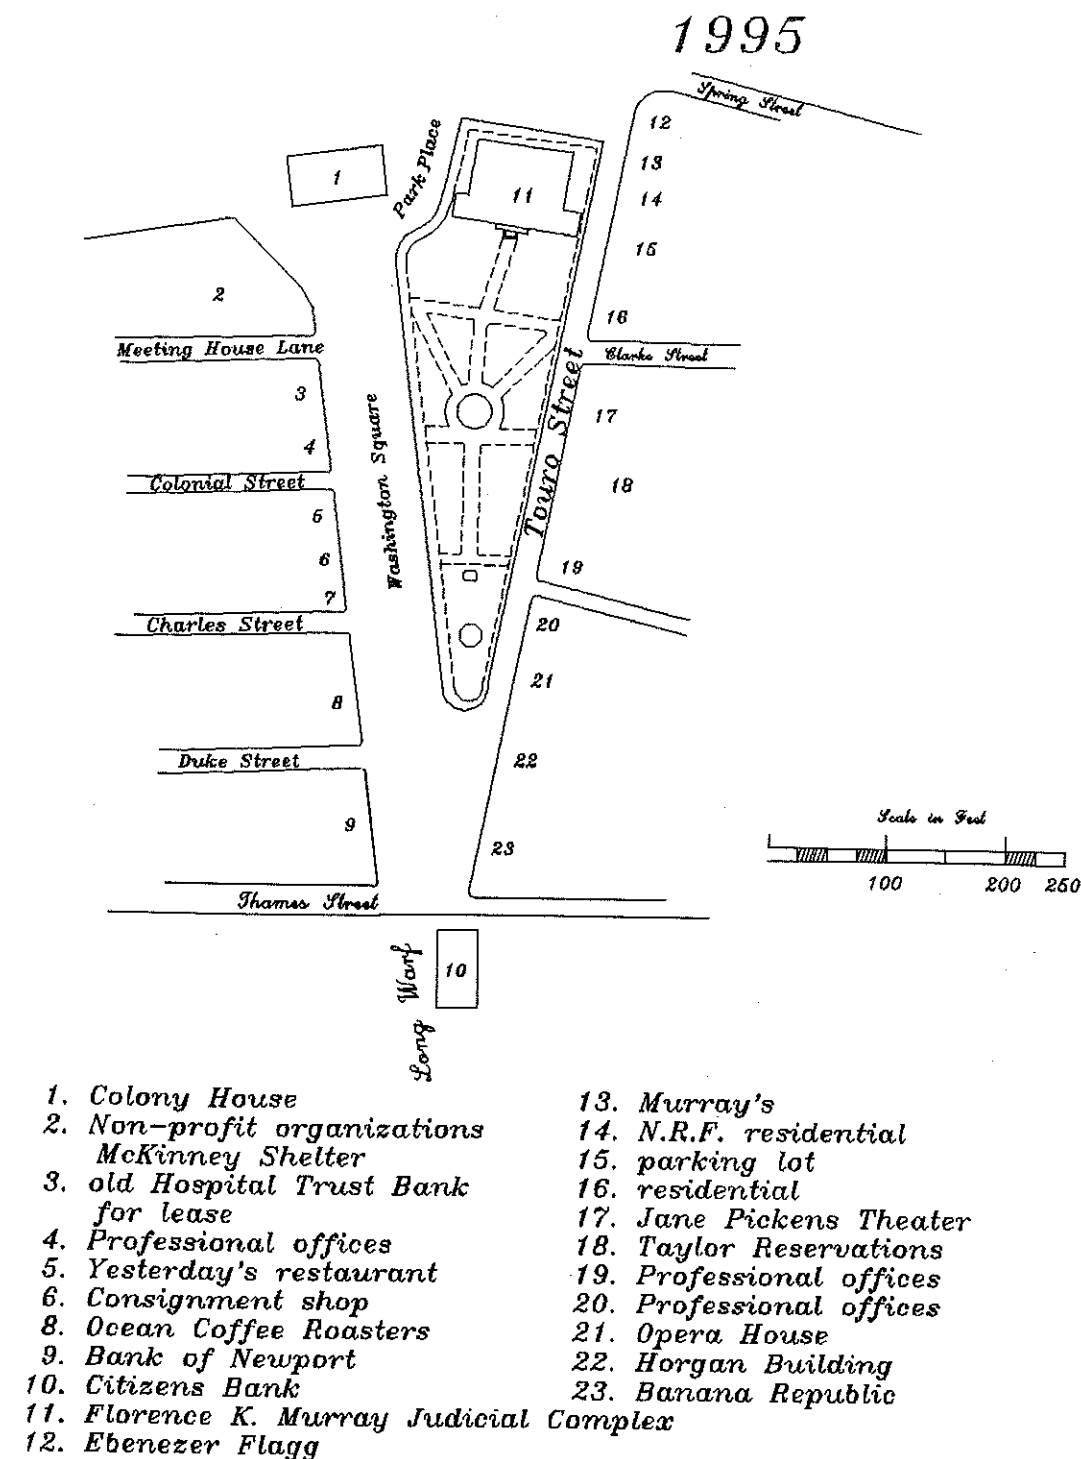 1995
Spring Street
12
13
14
15
16
Park Place
1
11
2
Meeting House Lane
Clarke Street
3
4
Washington Square
Touro Street
17
18
19
Colonial Street
5
6
7
Charles Street
20
21
8
22
Duke Street
9
23
Scale in Feet
100 200 250
Thames Street
Long Warf
10
1. Colony House
2. Non-profit organizations
McKinney Shelter
3. old Hospital Trust Bank
for lease
4. Professional offices
5. Yesterday's restaurant
6. Consignment shop
8. Ocean Coffee Roasters
9. Bank of Newport
10. Citizens Bank
11. Florence K. Murray Judicial Complex
12. Ebenezer Flagg
13. Murray's
14. N.R.F. residential
15. parking lot
16. residential
17. Jane Pickens Theater
18. Taylor Reservations
19. Professional offices
20. Professional offices
21. Opera House
22. Horgan Building
23. Banana Republic